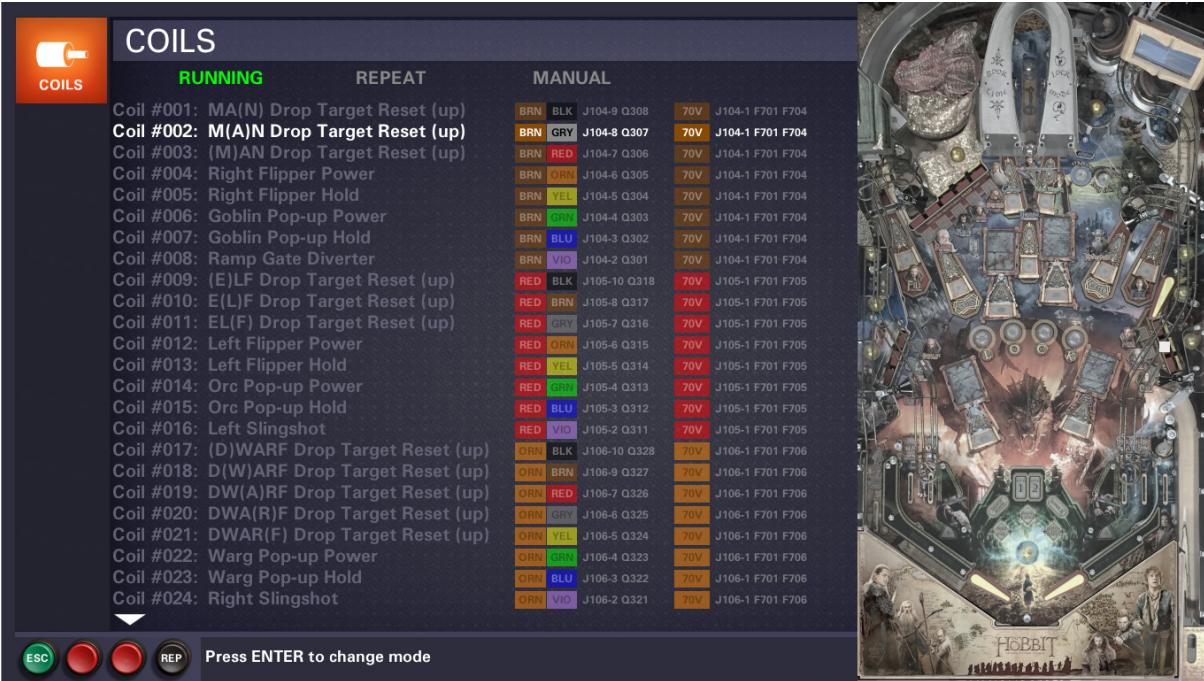 COILS
COILS
RUNNING REPEAT MANUAL
Coil #001: MA(N) Drop Target Reset (up) BRN BLK J104-9 Q308 70V J104-1 F701 F704
Coil #002: M(A)N Drop Target Reset (up) BRN GRY J104-8 Q307 70V J104-1 F701 F704
Coil #003: (M)AN Drop Target Reset (up) BRN RED J104-7 Q306 70V J104-1 F701 F704
Coil #004: Right Flipper Power BRN ORN J104-6 Q305 70V J104-1 F701 F704
Coil #005: Right Flipper Hold BRN YEL J104-5 Q304 70V J104-1 F701 F704
Coil #006: Goblin Pop-up Power BRN GRN J104-4 Q303 70V J104-1 F701 F704
Coil #007: Goblin Pop-up Hold BRN BLU J104-3 Q302 70V J104-1 F701 F704
Coil #008: Ramp Gate Diverter BRN VIO J104-2 Q301 70V J104-1 F701 F704
Coil #009: (E)LF Drop Target Reset (up) RED BLK J105-10 Q318 70V J105-1 F701 F705
Coil #010: E(L)F Drop Target Reset (up) RED BRN J105-8 Q317 70V J105-1 F701 F705
Coil #011: EL(F) Drop Target Reset (up) RED GRY J105-7 Q316 70V J105-1 F701 F705
Coil #012: Left Flipper Power RED ORN J105-6 Q315 70V J105-1 F701 F705
Coil #013: Left Flipper Hold RED YEL J105-5 Q314 70V J105-1 F701 F705
Coil #014: Orc Pop-up Power RED GRN J105-4 Q313 70V J105-1 F701 F705
Coil #015: Orc Pop-up Hold RED BLU J105-3 Q312 70V J105-1 F701 F705
Coil #016: Left Slingshot RED VIO J105-2 Q311 70V J105-1 F701 F705
Coil #017: (D)WARF Drop Target Reset (up) ORN BLK J106-10 Q328 70V J106-1 F701 F706
Coil #018: D(W)ARF Drop Target Reset (up) ORN BRN J106-9 Q327 70V J106-1 F701 F706
Coil #019: DW(A)RF Drop Target Reset (up) ORN RED J106-7 Q326 70V J106-1 F701 F706
Coil #020: DWA(R)F Drop Target Reset (up) ORN GRY J106-6 Q325 70V J106-1 F701 F706
Coil #021: DWAR(F) Drop Target Reset (up) ORN YEL J106-5 Q324 70V J106-1 F701 F706
Coil #022: Warg Pop-up Power ORN GRN J106-4 Q323 70V J106-1 F701 F706
Coil #023: Warg Pop-up Hold ORN BLU J106-3 Q322 70V J106-1 F701 F706
Coil #024: Right Slingshot ORN VIO J106-2 Q321 70V J106-1 F701 F706
ESC REP Press ENTER to change mode
BOOK LOCK
TIME MODE
HOBBIT